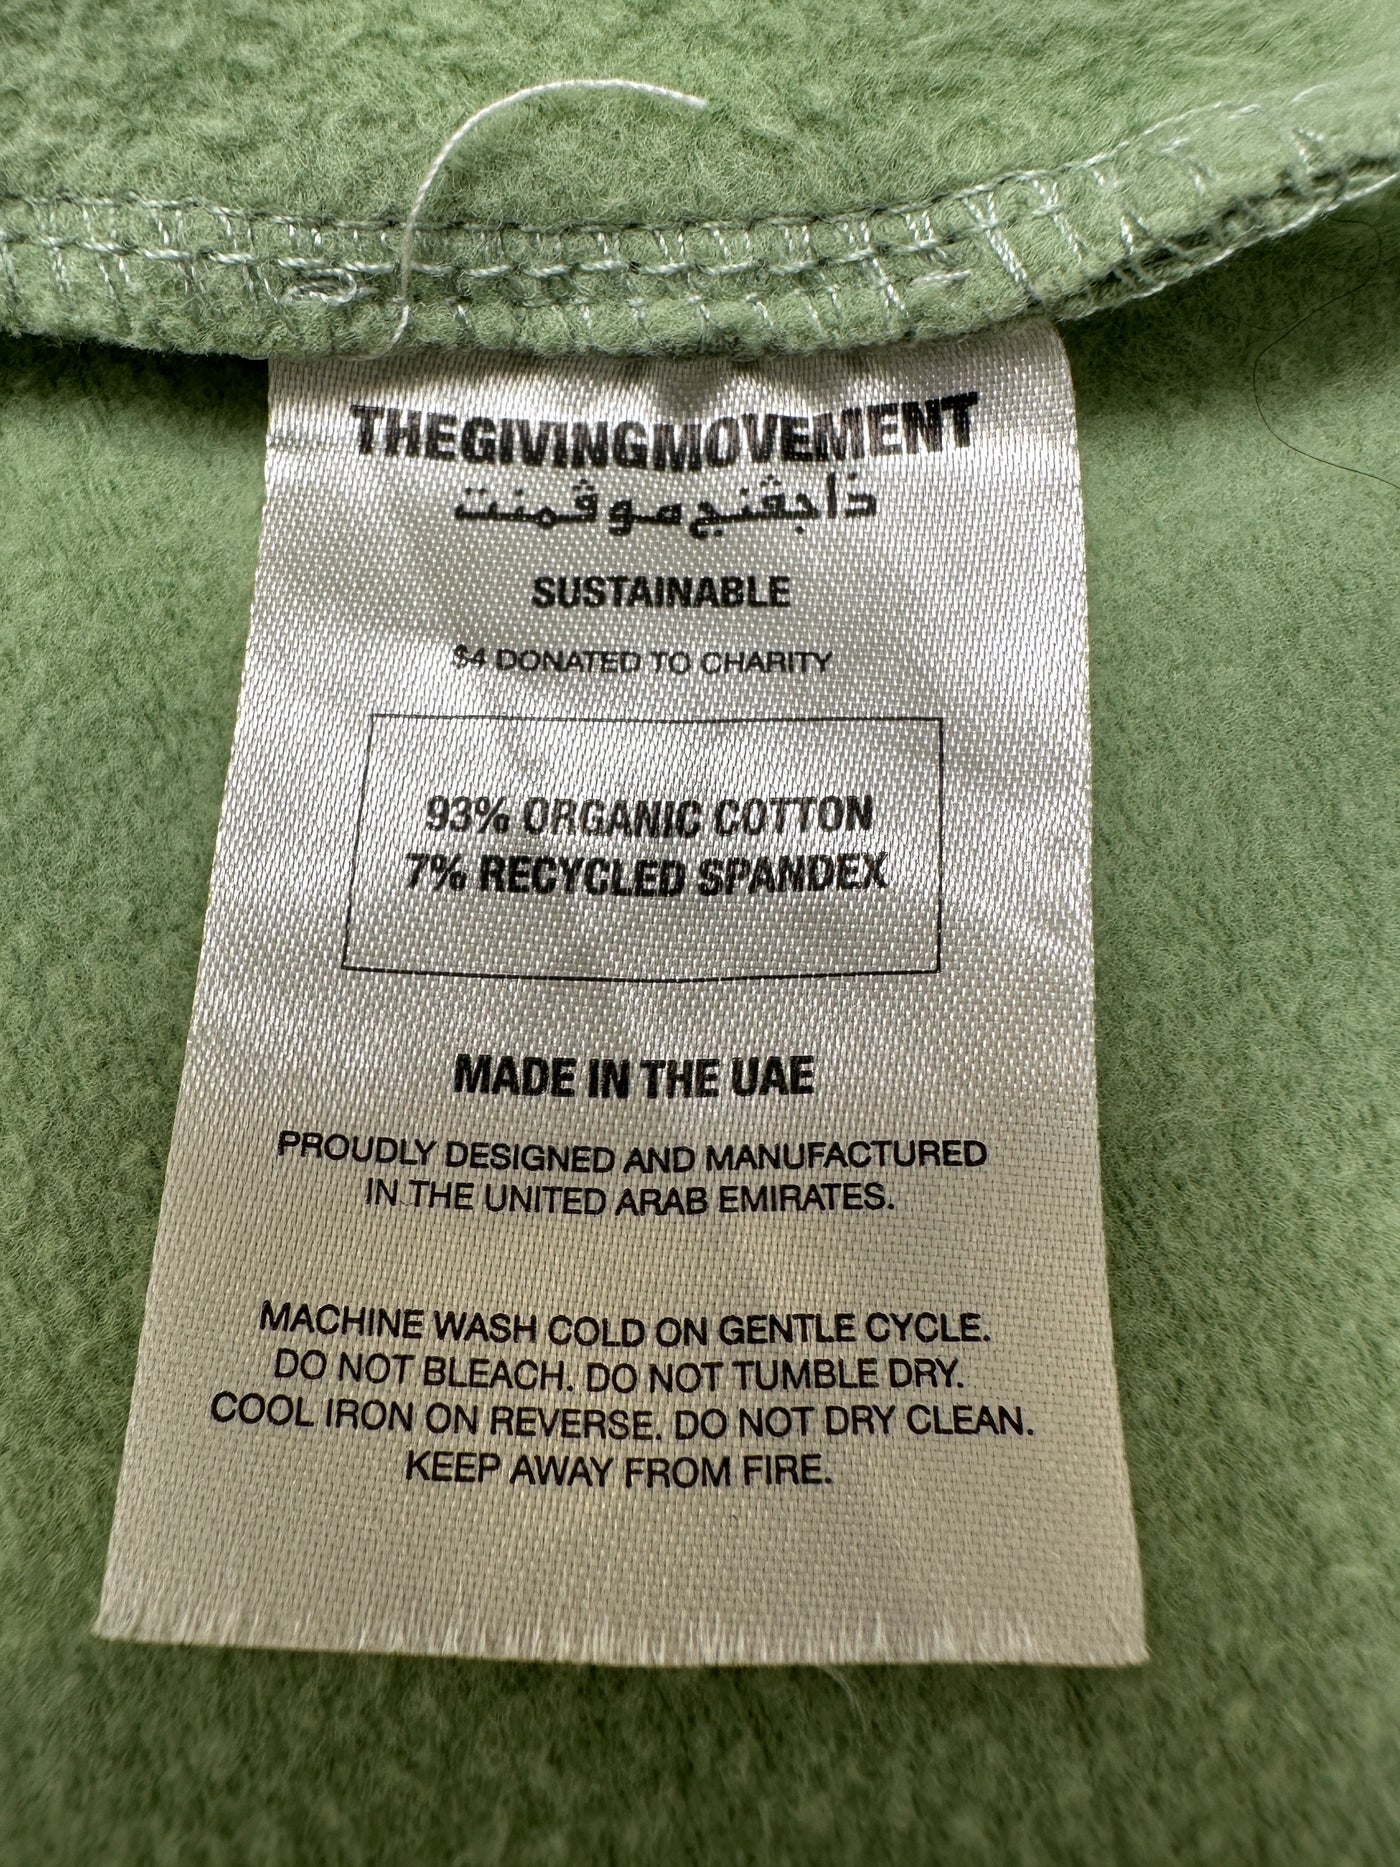 THEGIVINGMOVEMENT
ذاجڤنج موڤمنت
SUSTAINABLE
$4 DONATED TO CHARITY
93% ORGANIC COTTON
7% RECYCLED SPANDEX
MADE IN THE UAE
PROUDLY DESIGNED AND MANUFACTURED
IN THE UNITED ARAB EMIRATES.
MACHINE WASH COLD ON GENTLE CYCLE.
DO NOT BLEACH. DO NOT TUMBLE DRY.
COOL IRON ON REVERSE. DO NOT DRY CLEAN.
KEEP AWAY FROM FIRE.